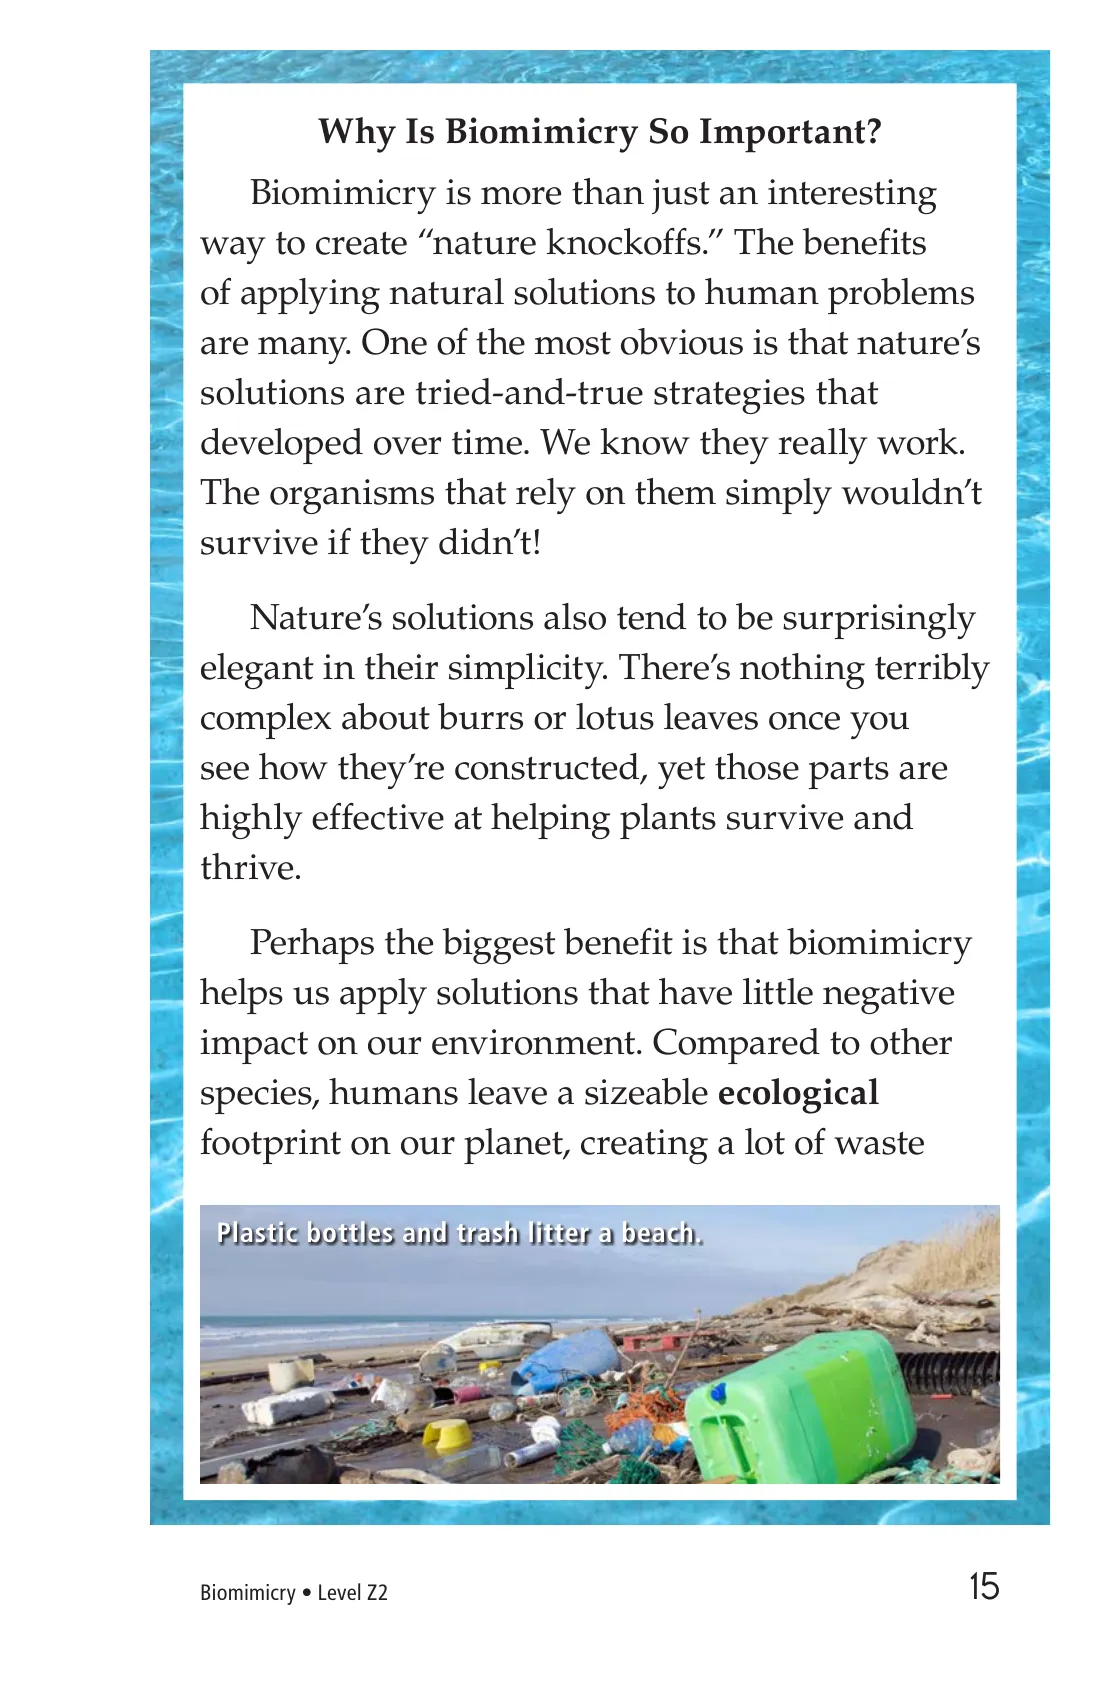 Why Is Biomimicry So Important?
Biomimicry is more than just an interesting
way to create “nature knockoffs.” The benefits
of applying natural solutions to human problems
are many. One of the most obvious is that nature’s
solutions are tried-and-true strategies that
developed over time. We know they really work.
The organisms that rely on them simply wouldn’t
survive if they didn’t!
Nature’s solutions also tend to be surprisingly
elegant in their simplicity. There’s nothing terribly
complex about burrs or lotus leaves once you
see how they’re constructed, yet those parts are
highly effective at helping plants survive and
thrive.
Perhaps the biggest benefit is that biomimicry
helps us apply solutions that have little negative
impact on our environment. Compared to other
species, humans leave a sizeable ecological
footprint on our planet, creating a lot of waste
Plastic bottles and trash litter a beach.
Biomimicry • Level Z2
15